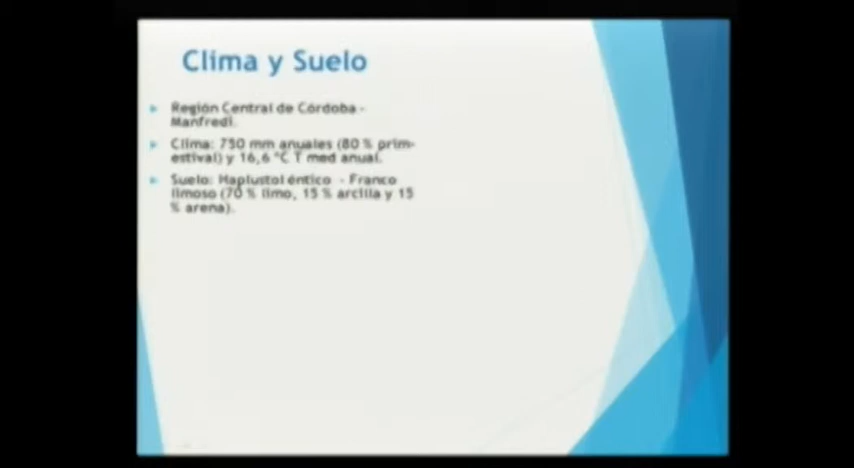 Clima y Suelo
Región Central de Córdoba -
Manfredi.
Clima: 750 mm anuales (80 % prim-
estival) y 16,6 °C T med anual.
Suelo: Haplustol éntico - Franco
limoso (70 % limo, 15 % arcilla y 15
% arena).